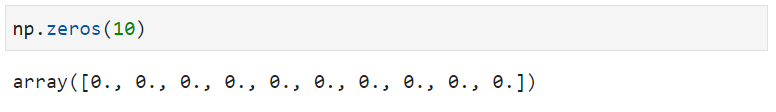 np.zeros(10)
array([0., 0., 0., 0., 0., 0., 0., 0., 0., 0.])